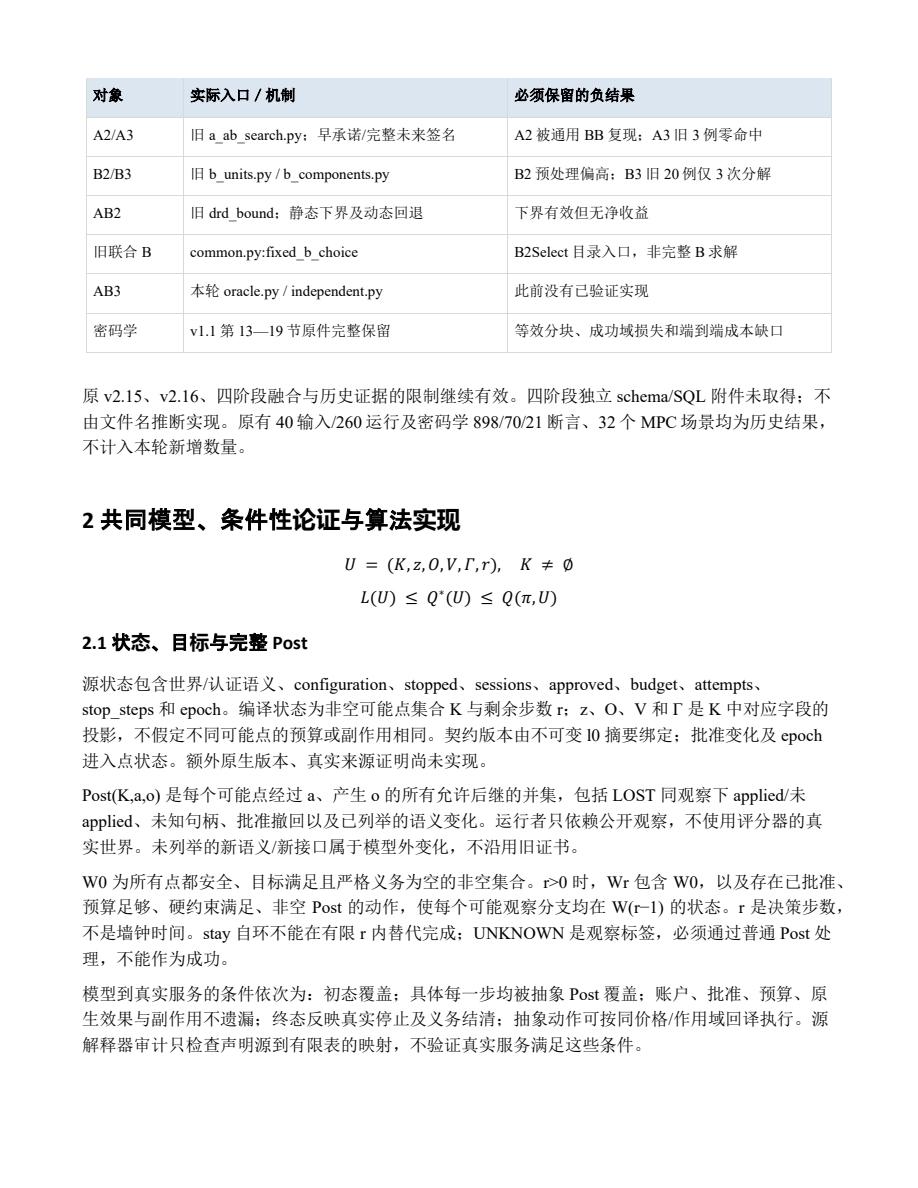 对象 实际入口 / 机制 必须保留的负结果
A2/A3 旧 a_ab_search.py；早承诺/完整未来签名 A2 被通用 BB 复现；A3 旧 3 例零命中
B2/B3 旧 b_units.py / b_components.py B2 预处理偏高；B3 旧 20 例仅 3 次分解
AB2 旧 drd_bound；静态下界及动态回退 下界有效但无净收益
旧联合 B common.py:fixed_b_choice B2Select 目录入口，非完整 B 求解
AB3 本轮 oracle.py / independent.py 此前没有已验证实现
密码学 v1.1 第 13—19 节原件完整保留 等效分块、成功域损失和端到端成本缺口
原 v2.15、v2.16、四阶段融合与历史证据的限制继续有效。四阶段独立 schema/SQL 附件未取得；不
由文件名推断实现。原有 40 输入/260 运行及密码学 898/70/21 断言、32 个 MPC 场景均为历史结果，
不计入本轮新增数量。
2 共同模型、条件性论证与算法实现
U = (K,z,O,V,Γ,r), K ≠ ∅
L(U) ≤ Q*(U) ≤ Q(π,U)
2.1 状态、目标与完整 Post
源状态包含世界/认证语义、configuration、stopped、sessions、approved、budget、attempts、
stop_steps 和 epoch。编译状态为非空可能点集合 K 与剩余步数 r；z、O、V 和 Γ 是 K 中对应字段的
投影，不假定不同可能点的预算或副作用相同。契约版本由不可变 l0 摘要绑定；批准变化及 epoch
进入点状态。额外原生版本、真实来源证明尚未实现。
Post(K,a,o) 是每个可能点经过 a、产生 o 的所有允许后继的并集，包括 LOST 同观察下 applied/未
applied、未知句柄、批准撤回以及已列举的语义变化。运行者只依赖公开观察，不使用评分器的真
实世界。未列举的新语义/新接口属于模型外变化，不沿用旧证书。
W0 为所有点都安全、目标满足且严格义务为空的非空集合。r>0 时，Wr 包含 W0，以及存在已批准、
预算足够、硬约束满足、非空 Post 的动作，使每个可能观察分支均在 W(r−1) 的状态。r 是决策步数，
不是墙钟时间。stay 自环不能在有限 r 内替代完成；UNKNOWN 是观察标签，必须通过普通 Post 处
理，不能作为成功。
模型到真实服务的条件依次为：初态覆盖；具体每一步均被抽象 Post 覆盖；账户、批准、预算、原
生效果与副作用不遗漏；终态反映真实停止及义务结清；抽象动作可按同价格/作用域回译执行。源
解释器审计只检查声明源到有限表的映射，不验证真实服务满足这些条件。